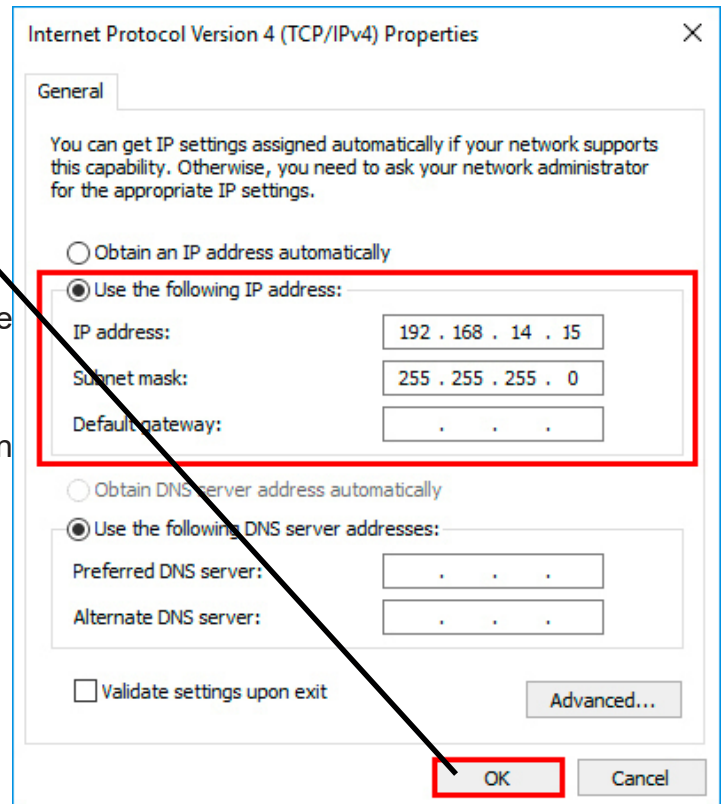 Internet Protocol Version 4 (TCP/IPv4) Properties
General
You can get IP settings assigned automatically if your network supports
this capability. Otherwise, you need to ask your network administrator
for the appropriate IP settings.
Obtain an IP address automatically
Use the following IP address:
e
IP address: 192 . 168 . 14 . 15
Subnet mask: 255 . 255 . 255 . 0
Default gateway: . . .
n
Obtain DNS server address automatically
Use the following DNS server addresses:
Preferred DNS server: . . .
Alternate DNS server: . . .
Validate settings upon exit
Advanced...
OK Cancel